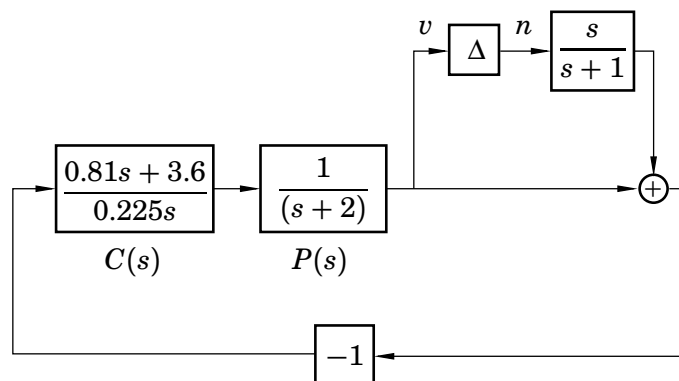 v Δ n s
s + 1
0.81s + 3.6
0.225s
1
(s + 2)
+
C(s) P(s)
−1